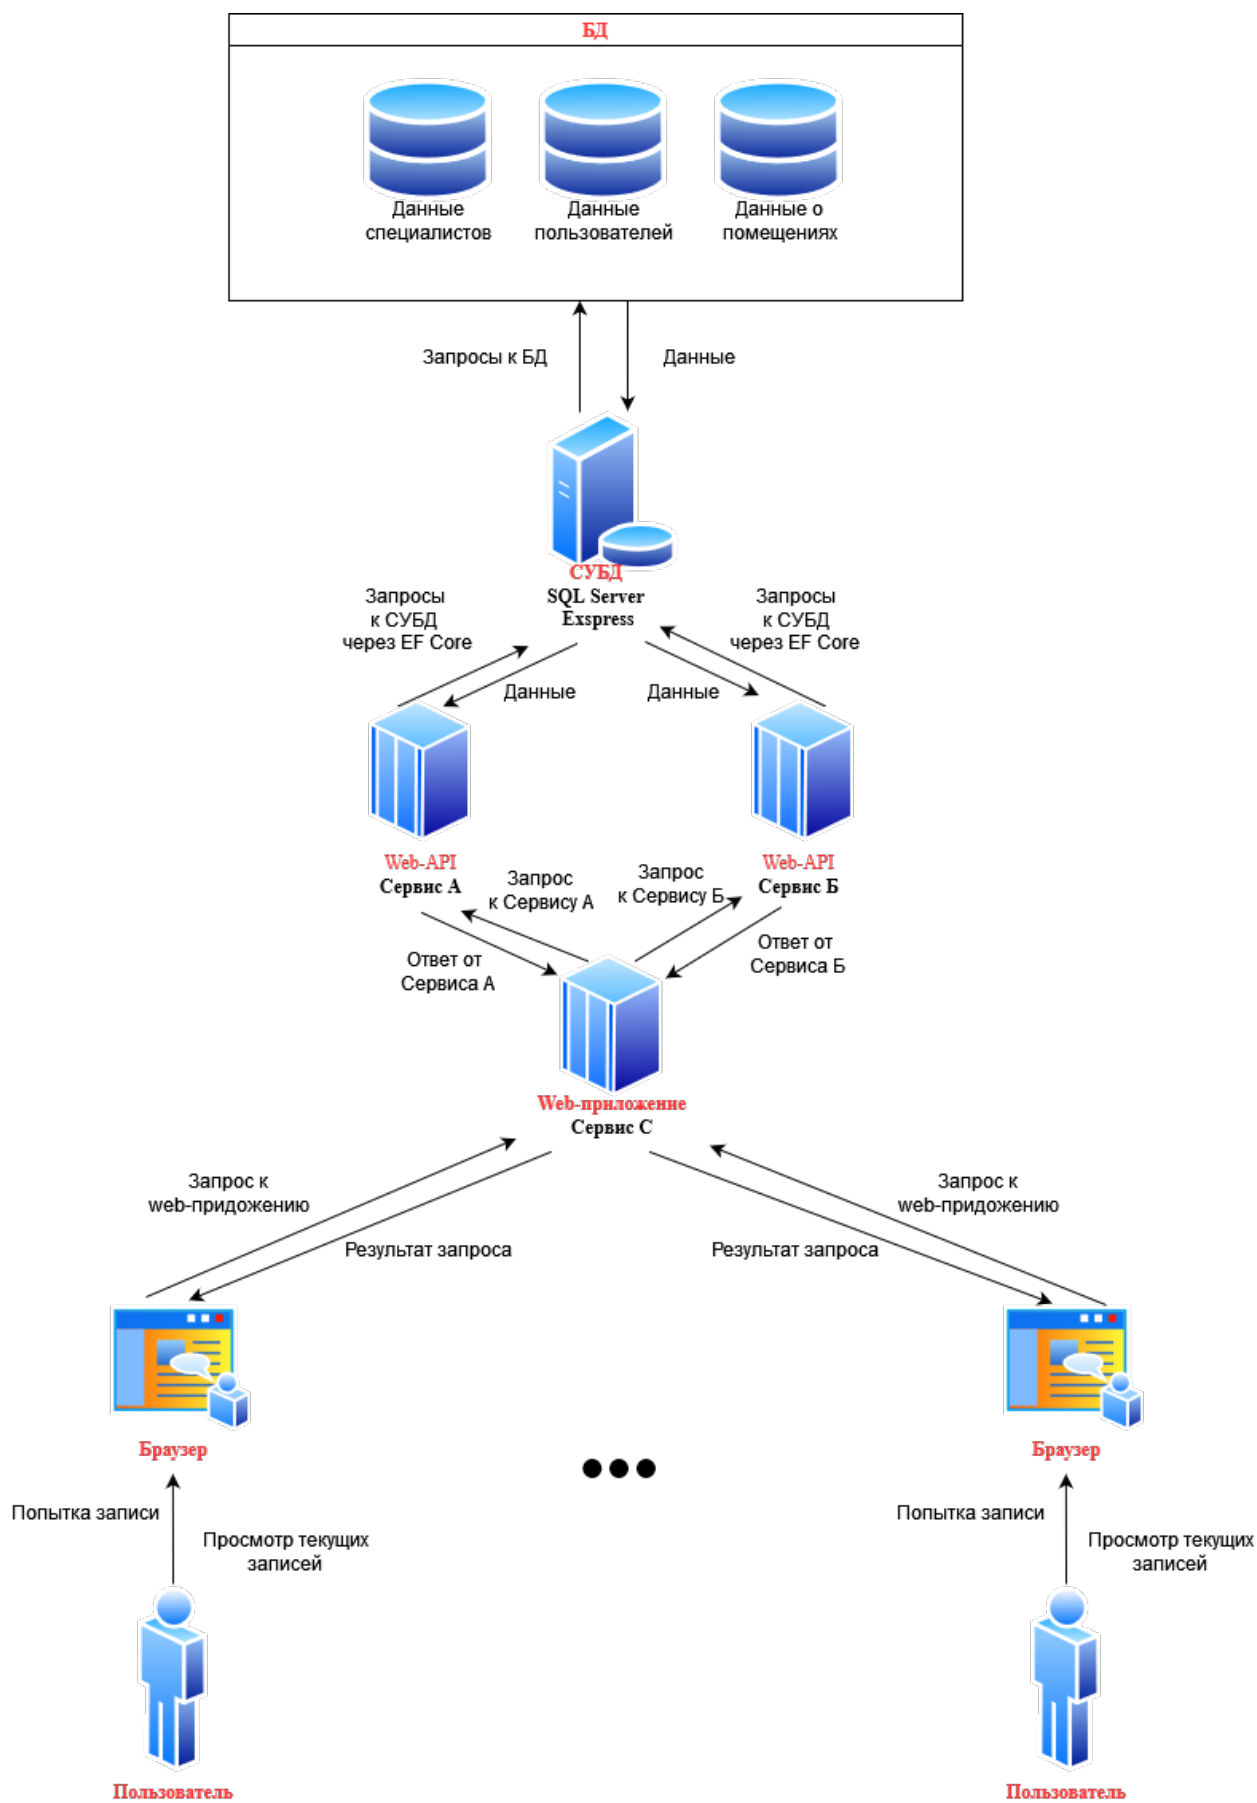 БД
Данные
специалистов
Данные
пользователей
Данные о
помещениях
Запросы к БД
Данные
СУБД
SQL Server
Exspress
Запросы
к СУБД
через EF Core
Запросы
к СУБД
через EF Core
Данные
Данные
Web-API
Сервис А
Web-API
Сервис Б
Запрос
к Сервису А
Запрос
к Сервису Б
Ответ от
Сервиса А
Ответ от
Сервиса Б
Web-приложение
Сервис С
Запрос к
web-придожению
Запрос к
web-придожению
Результат запроса
Результат запроса
Браузер
Браузер
Попытка записи
Просмотр текущих
записей
Попытка записи
Просмотр текущих
записей
Пользователь
Пользователь